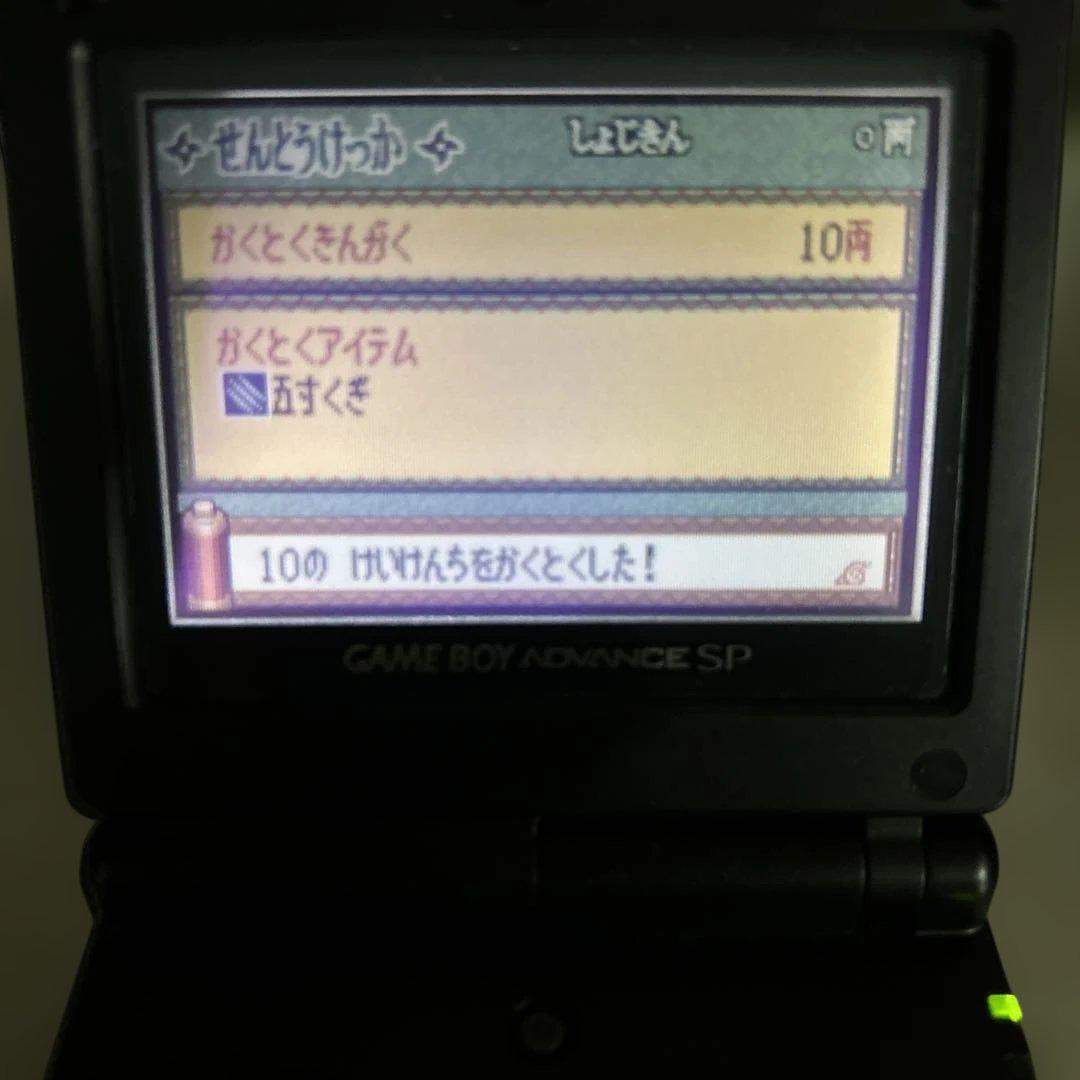 せんとうけっか しょじきん 0両
かくとくきんがく 10両
かくとくアイテム
五すくぎ
10の けいけんちをかくとくした!
GAME BOY ADVANCE SP